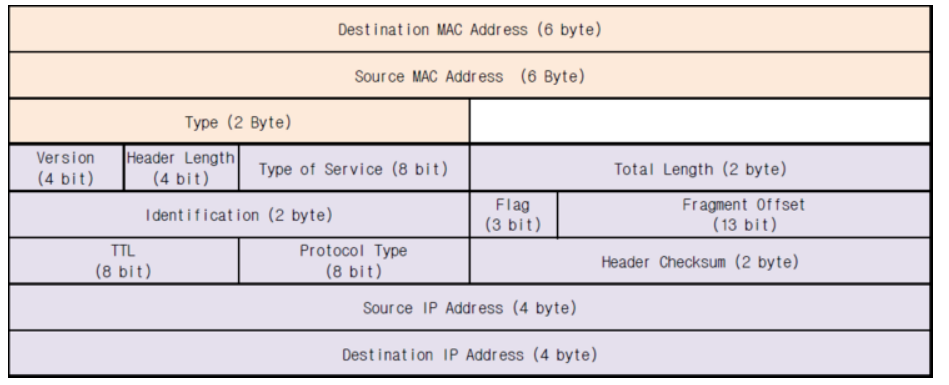 Destination MAC Address (6 byte)
Source MAC Address (6 Byte)
Type (2 Byte)
Version
(4 bit)
Header Length
(4 bit)
Type of Service (8 bit)
Total Length (2 byte)
Identification (2 byte)
Flag
(3 bit)
Fragment Offset
(13 bit)
TTL
(8 bit)
Protocol Type
(8 bit)
Header Checksum (2 byte)
Source IP Address (4 byte)
Destination IP Address (4 byte)